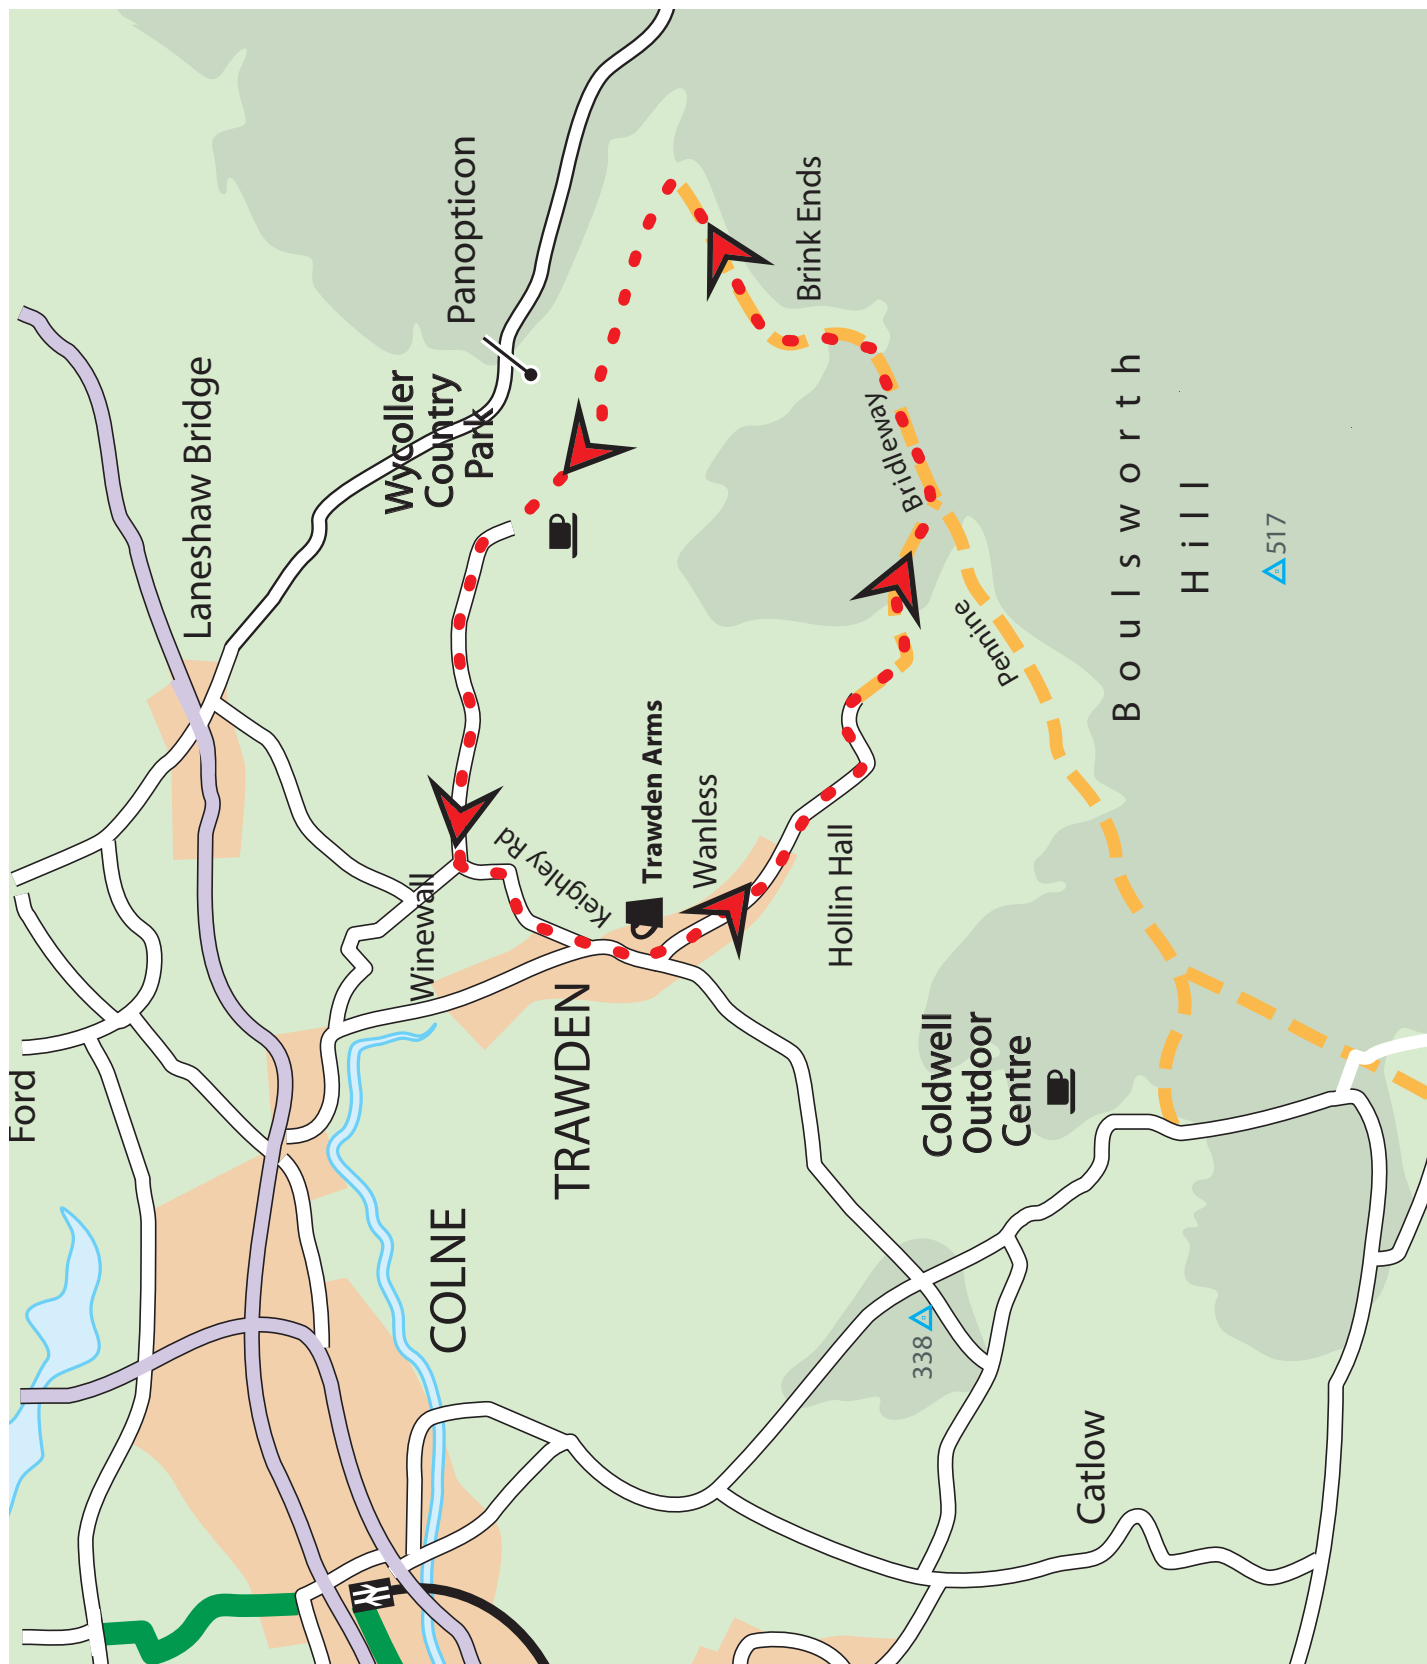 Laneshaw Bridge
Panopticon
Wycoller
Country
Park
Brink Ends
Bridleway
Pennine
Boulsworth
Hill
517
Keighley Rd
Trawden Arms
Wanless
Hollin Hall
Winewall
TRAWDEN
COLNE
Ford
Coldwell
Outdoor
Centre
338
Catlow